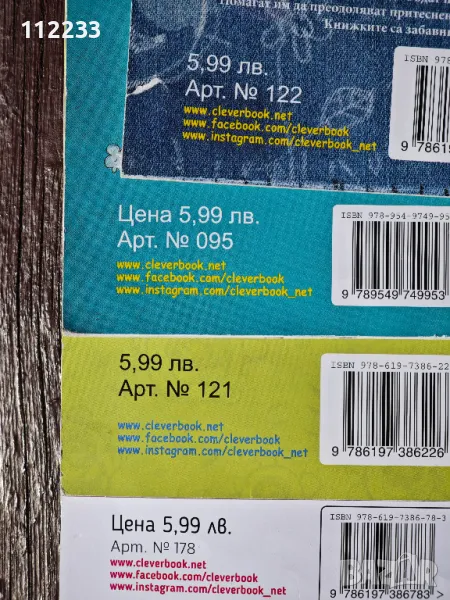 112233
Помагат им да преодоляват притеснен
Книжките са забавни
5,99 лв.
Арт. № 122
www.cleverbook.net
www.facebook.com/cleverbook
www.instagram.com/cleverbook_net
ISBN 978
9 786197
Цена 5,99 лв.
Арт. № 095
www.cleverbook.net
www.facebook.com/cleverbook
www.instagram.com/cleverbook_net
ISBN 978-954-9749-95
9 789549 749953
5,99 лв.
Арт. № 121
www.cleverbook.net
www.facebook.com/cleverbook
www.instagram.com/cleverbook_net
ISBN 978-619-7386-22
9 786197 386226
Цена 5,99 лв.
Арт. № 178
www.cleverbook.net
www.facebook.com/cleverbook
www.instagram.com/cleverbook_net
ISBN 978-619-7386-78-3
9 786197 386783 >
BAZAR